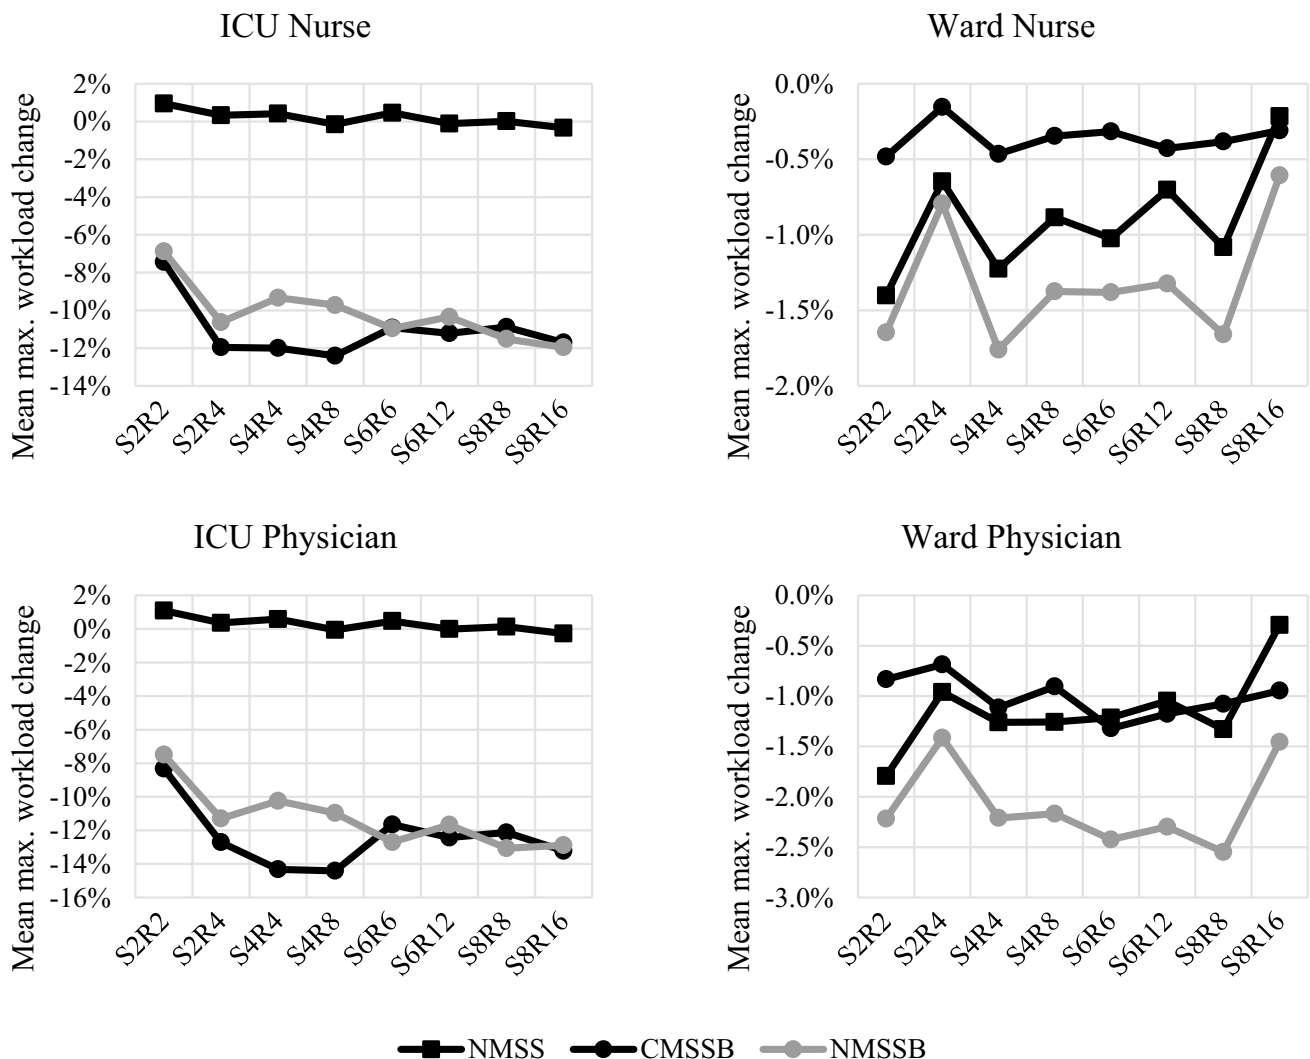 ICU Nurse
Mean max. workload change
2%
0%
-2%
-4%
-6%
-8%
-10%
-12%
-14%
S2R2
S2R4
S4R4
S4R8
S6R6
S6R12
S8R8
S8R16
Ward Nurse
Mean max. workload change
0.0%
-0.5%
-1.0%
-1.5%
-2.0%
S2R2
S2R4
S4R4
S4R8
S6R6
S6R12
S8R8
S8R16
ICU Physician
Mean max. workload change
2%
0%
-2%
-4%
-6%
-8%
-10%
-12%
-14%
-16%
S2R2
S2R4
S4R4
S4R8
S6R6
S6R12
S8R8
S8R16
Ward Physician
Mean max. workload change
0.0%
-0.5%
-1.0%
-1.5%
-2.0%
-2.5%
-3.0%
S2R2
S2R4
S4R4
S4R8
S6R6
S6R12
S8R8
S8R16
NMSS CMSSB NMSSB